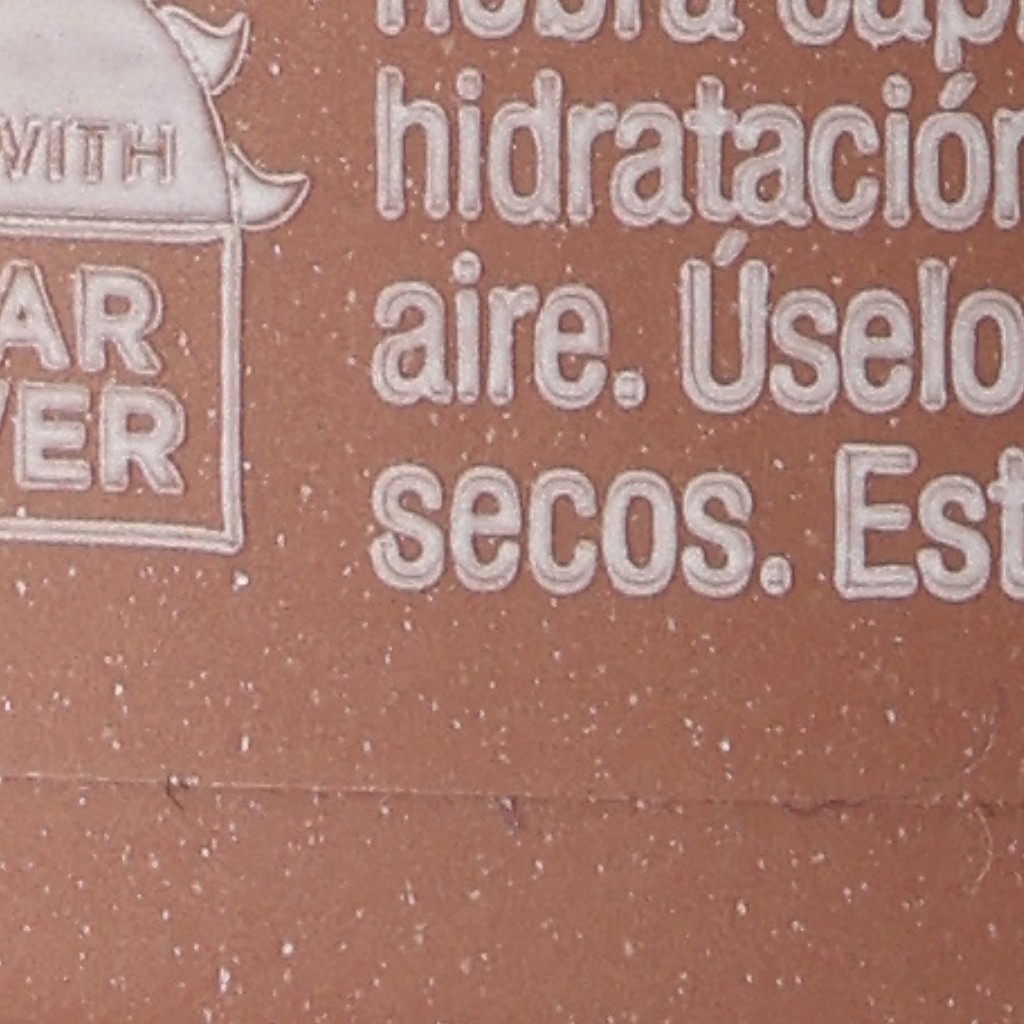 WITH
AR
VER
hidratación
aire. Úselo
secos. Est